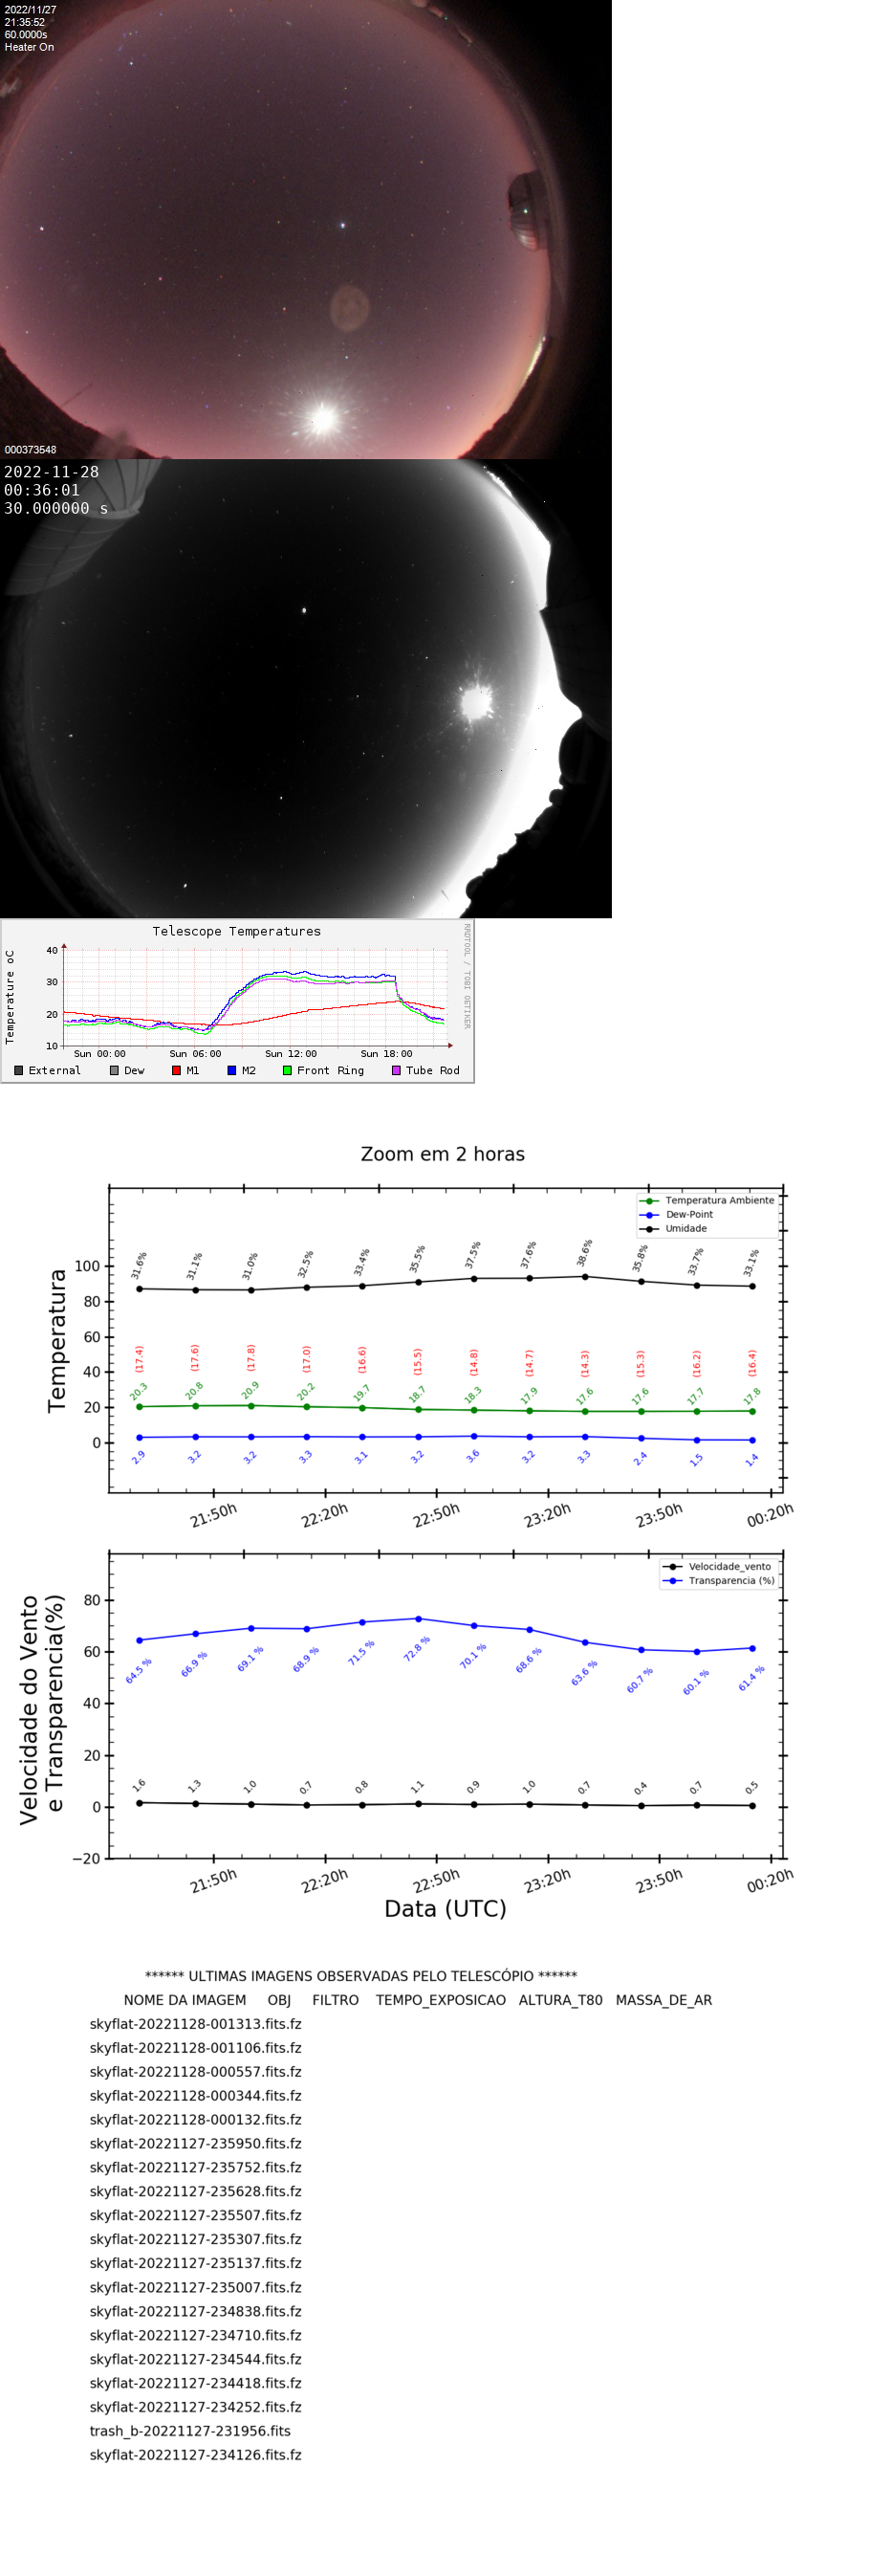 2022/11/27
21:35:52
60.0000s
Heater On
000373548
2022-11-28
00:36:01
30.000000 s
Telescope Temperatures
RRDTOOL / TOBI OETIKER
Temperature oC
40
30
20
10
Sun 00:00 Sun 06:00 Sun 12:00 Sun 18:00
External Dew M1 M2 Front Ring Tube Rod
Zoom em 2 horas
Temperatura Ambiente
Dew-Point
Umidade
Temperatura
100
80
60
40
20
0
31.6% 31.1% 31.0% 32.5% 33.4% 35.5% 37.5% 37.6% 38.6% 35.8% 33.7% 33.1%
(17.4) (17.6) (17.8) (17.0) (16.6) (15.5) (14.8) (14.7) (14.3) (15.3) (16.2) (16.4)
20.3 20.8 20.9 20.2 19.7 18.7 18.3 17.9 17.6 17.6 17.7 17.8
2.9 3.2 3.2 3.3 3.1 3.2 3.6 3.2 3.3 2.4 1.5 1.4
21:50h 22:20h 22:50h 23:20h 23:50h 00:20h
Velocidade_vento
Transparencia (%)
Velocidade do Vento
e Transparencia(%)
80
60
40
20
0
−20
64.5 % 66.9 % 69.1 % 68.9 % 71.5 % 72.8 % 70.1 % 68.6 % 63.6 % 60.7 % 60.1 % 61.4 %
1.6 1.3 1.0 0.7 0.8 1.1 0.9 1.0 0.7 0.4 0.7 0.5
21:50h 22:20h 22:50h 23:20h 23:50h 00:20h
Data (UTC)
****** ULTIMAS IMAGENS OBSERVADAS PELO TELESCÓPIO ******
NOME DA IMAGEM OBJ FILTRO TEMPO_EXPOSICAO ALTURA_T80 MASSA_DE_AR
skyflat-20221128-001313.fits.fz
skyflat-20221128-001106.fits.fz
skyflat-20221128-000557.fits.fz
skyflat-20221128-000344.fits.fz
skyflat-20221128-000132.fits.fz
skyflat-20221127-235950.fits.fz
skyflat-20221127-235752.fits.fz
skyflat-20221127-235628.fits.fz
skyflat-20221127-235507.fits.fz
skyflat-20221127-235307.fits.fz
skyflat-20221127-235137.fits.fz
skyflat-20221127-235007.fits.fz
skyflat-20221127-234838.fits.fz
skyflat-20221127-234710.fits.fz
skyflat-20221127-234544.fits.fz
skyflat-20221127-234418.fits.fz
skyflat-20221127-234252.fits.fz
trash_b-20221127-231956.fits
skyflat-20221127-234126.fits.fz